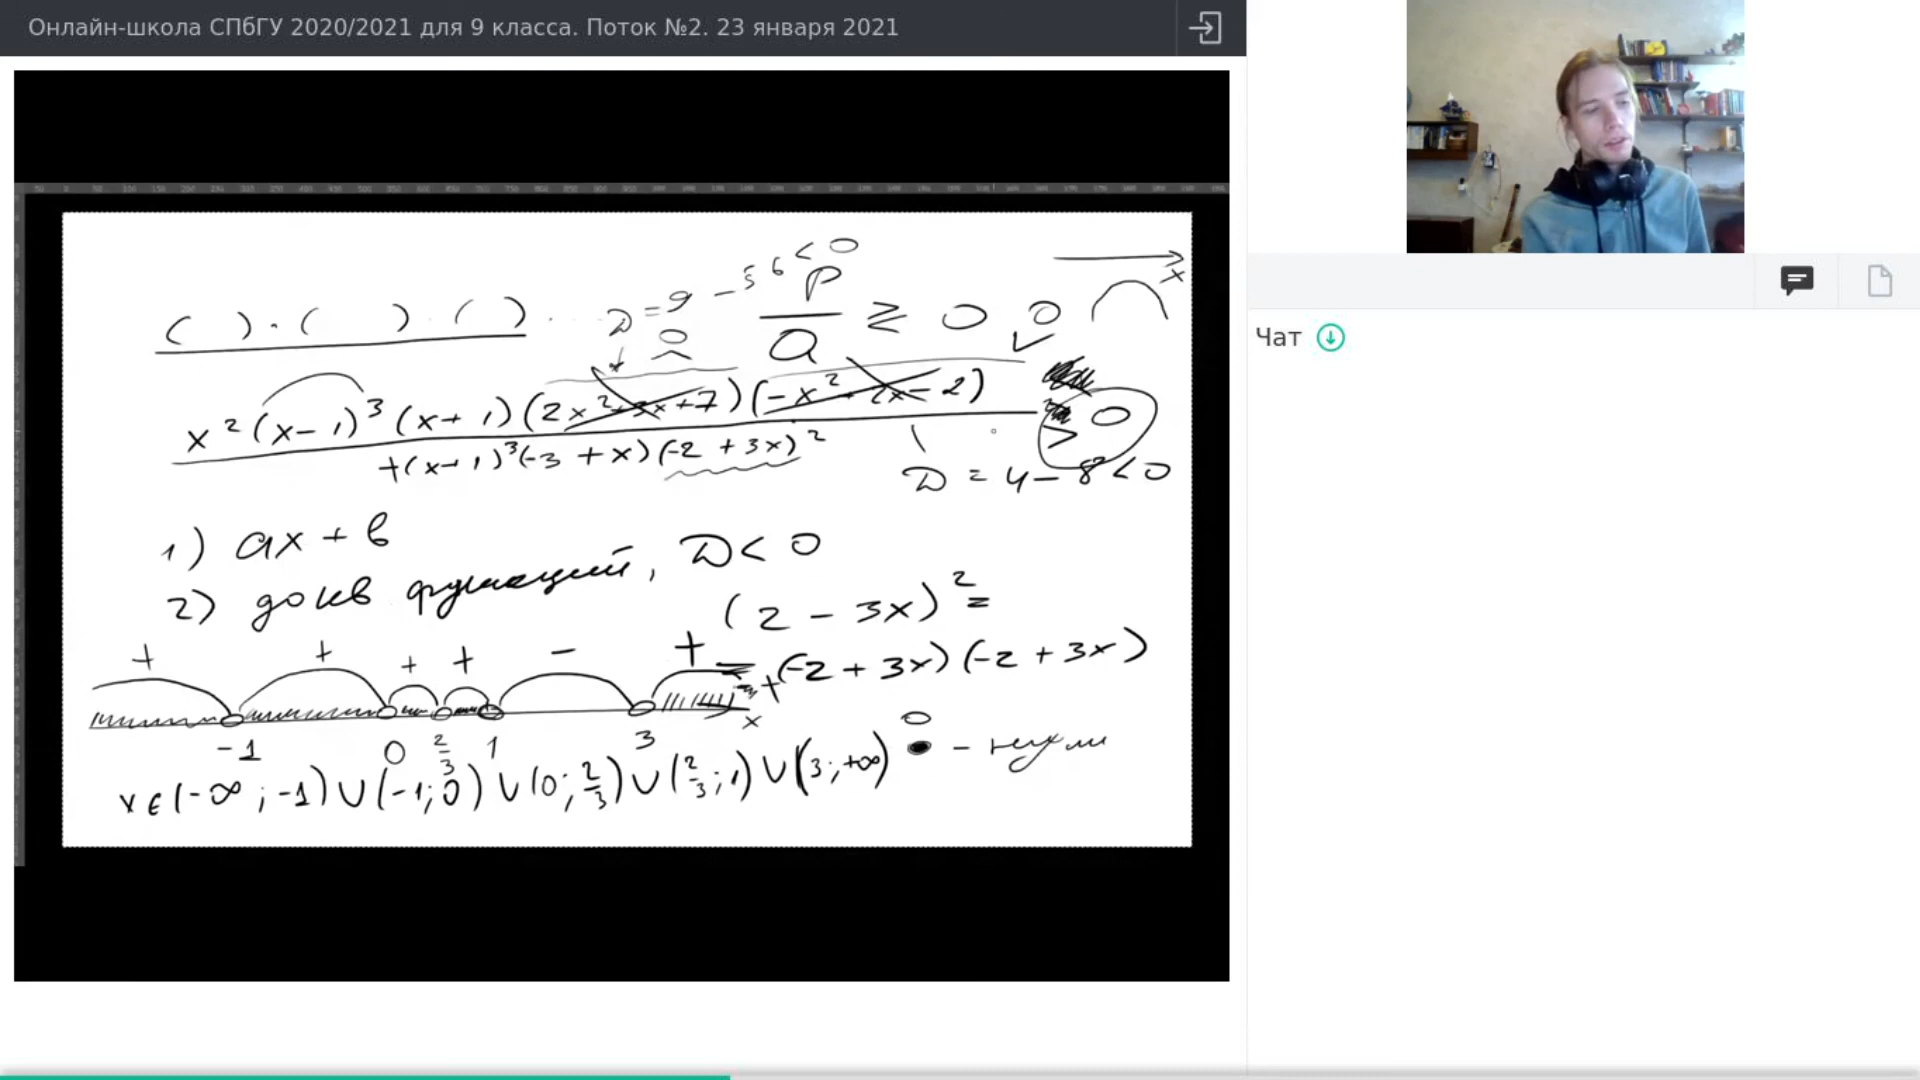 Онлайн-школа СПбГУ 2020/2021 для 9 класса. Поток №2. 23 января 2021
Чат
( ) · ( ) · ( ) · ...
D = 9 - 56 < 0
P / Q ≥ 0
x
x² (x-1)³ (x+1) (2x²-3x+7) (-x² - 2x - 2)
+(x+1)³ (-3 + x) (-2 + 3x)²
> 0
D = 4 - 8 < 0
1) ax + b
2) до кв функций, D < 0
(2 - 3x)² =
= +(-2 + 3x) (-2 + 3x)
+ + + + - +
-1 0 2/3 1 3 x
x ∈ (-∞ ; -1) ∪ (-1; 0) ∪ (0; 2/3) ∪ (2/3; 1) ∪ (3; +∞)